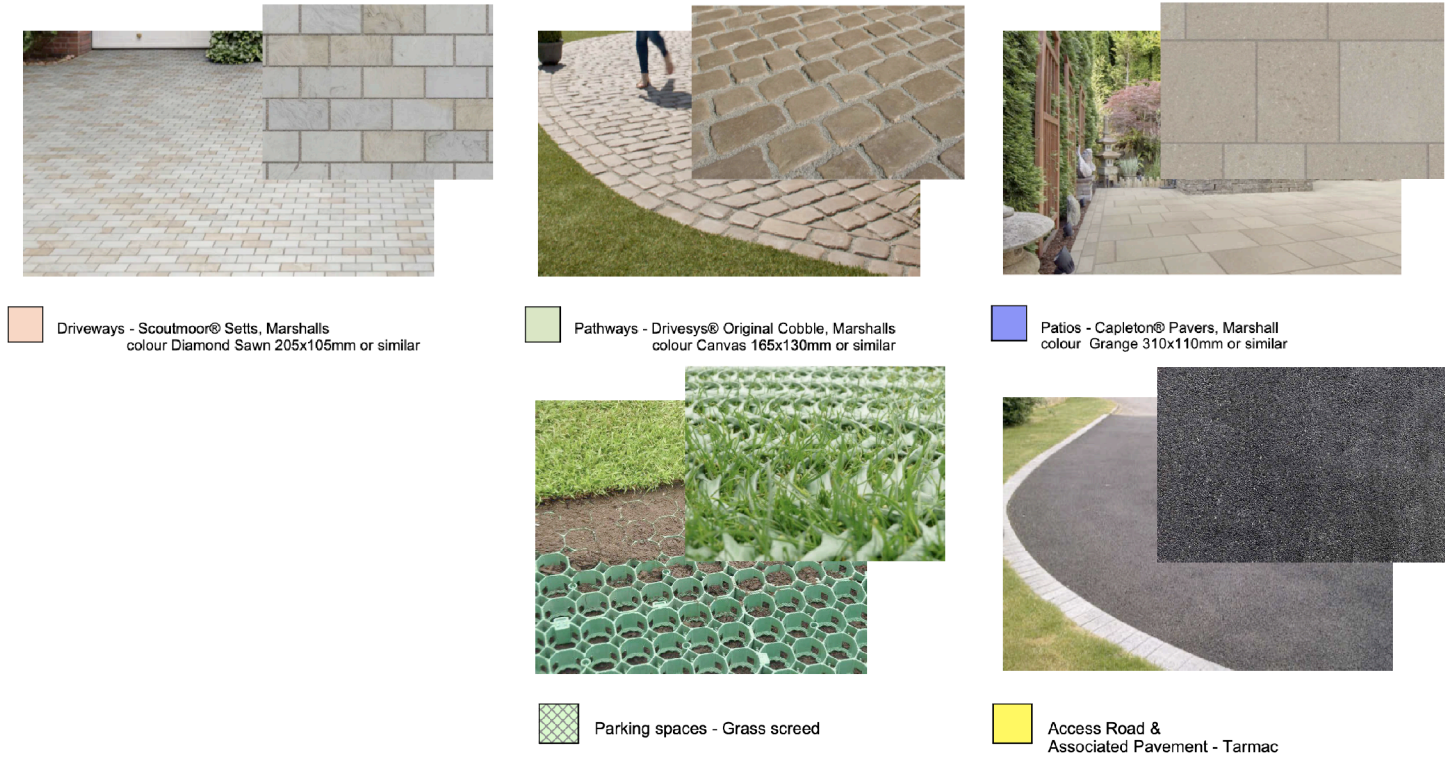 Driveways - Scoutmoor® Setts, Marshalls
colour Diamond Sawn 205x105mm or similar
Pathways - Drivesys® Original Cobble, Marshalls
colour Canvas 165x130mm or similar
Patios - Capleton® Pavers, Marshall
colour Grange 310x110mm or similar
Parking spaces - Grass screed
Access Road &
Associated Pavement - Tarmac